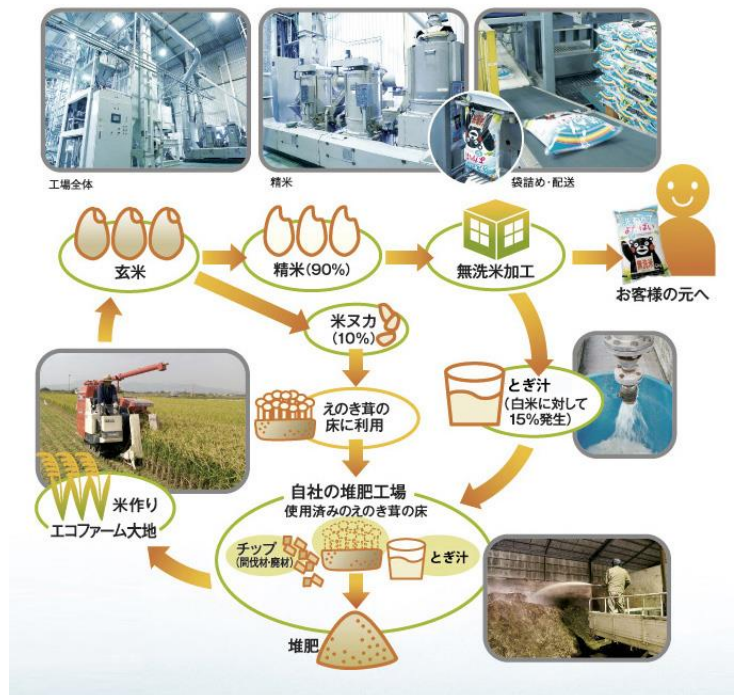 工場全体
精米
袋詰め・配送
玄米
精米(90%)
無洗米加工
お客様の元へ
米ヌカ
(10%)
えのき茸の
床に利用
とぎ汁
(白米に対して
15%発生)
米作り
エコファーム大地
自社の堆肥工場
使用済みのえのき茸の床
チップ
(間伐材・廃材)
とぎ汁
堆肥